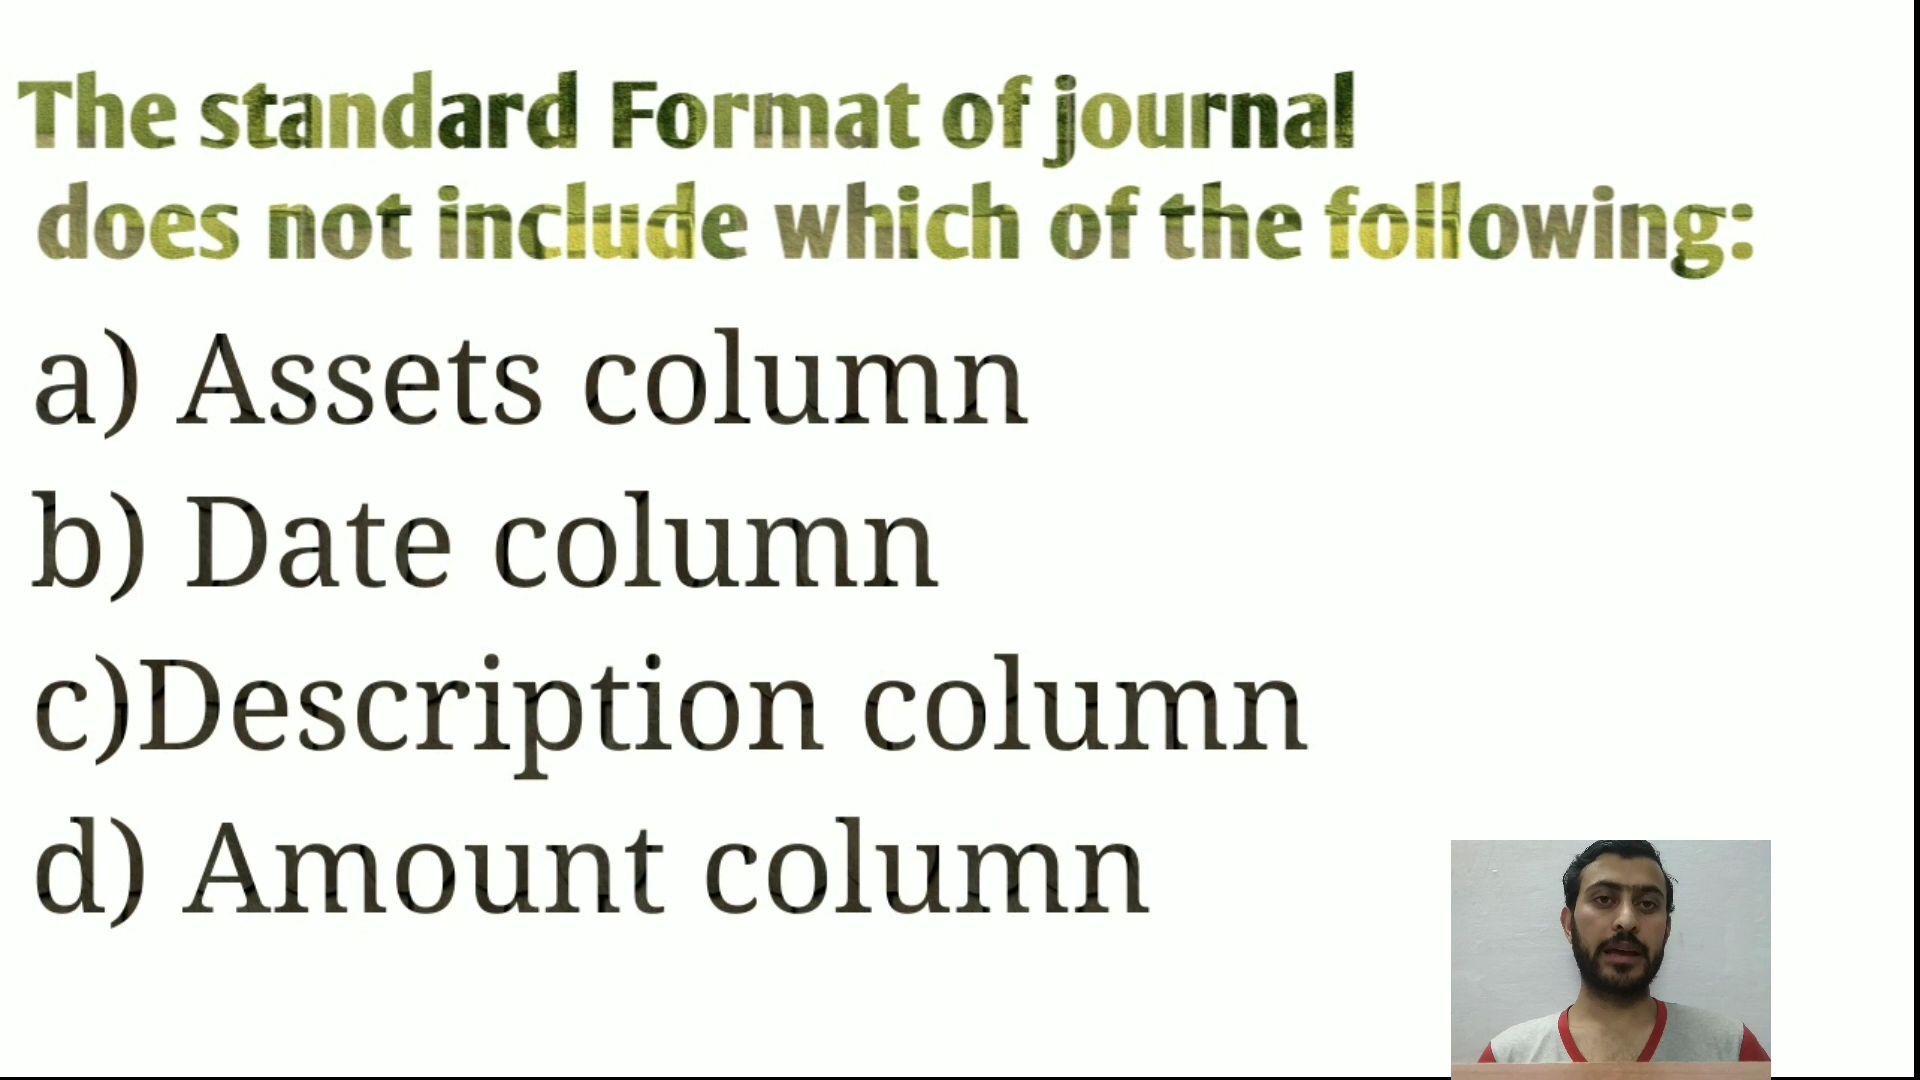 The standard Format of journal
does not include which of the following:
a) Assets column
b) Date column
c)Description column
d) Amount column